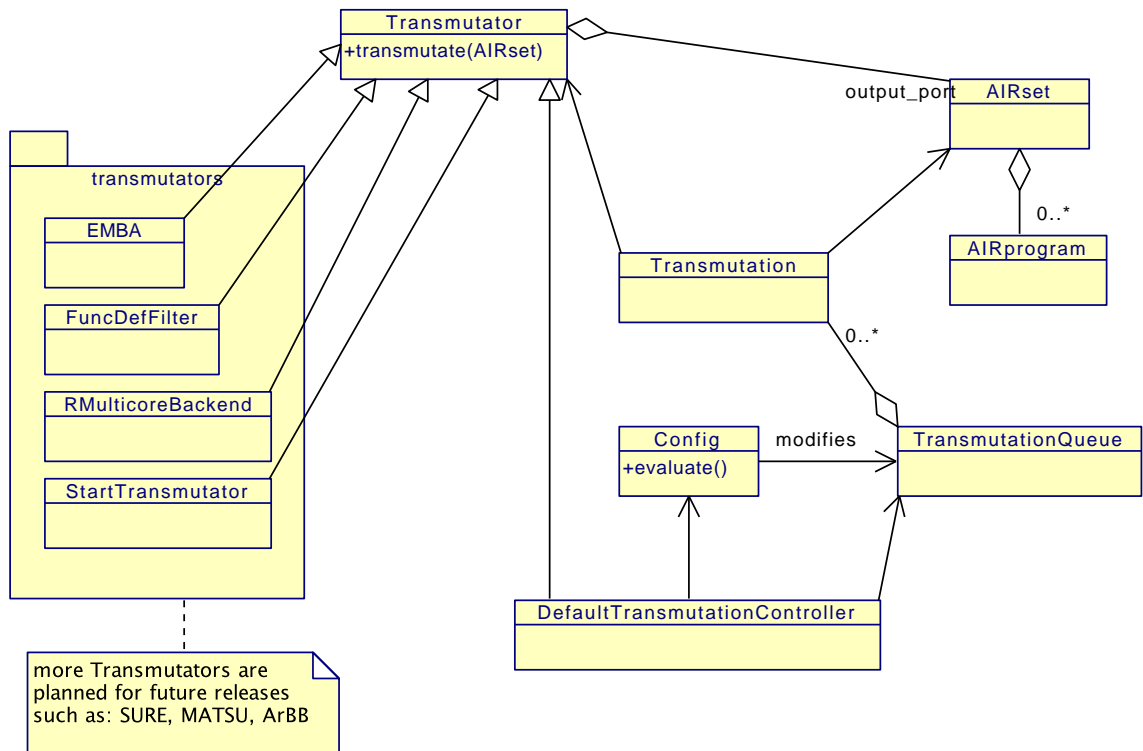 Transmutator
+transmutate(AIRset)
output_port
AIRset
transmutators
EMBA
0..*
AIRprogram
Transmutation
FuncDefFilter
0..*
RMulticoreBackend
Config
+evaluate()
modifies
TransmutationQueue
StartTransmutator
DefaultTransmutationController
more Transmutators are
planned for future releases
such as: SURE, MATSU, ArBB